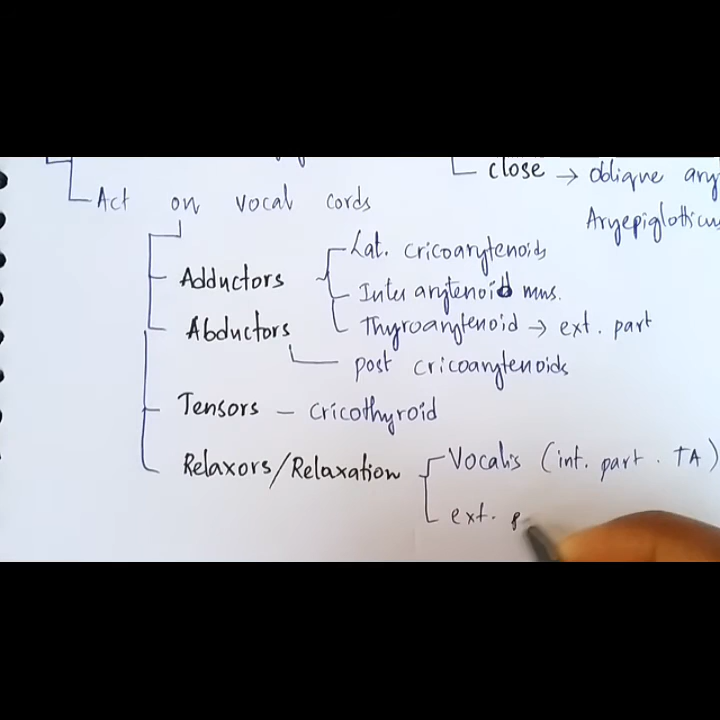 close → oblique ary
Act on vocal cords
Aryepiglotticus
Adductors
Lat. cricoarytenoids
Inter arytenoid mus.
Thyroarytenoid → ext. part
Abductors
post cricoarytenoids
Tensors – cricothyroid
Relaxors/Relaxation
Vocalis (int. part. TA)
ext. p